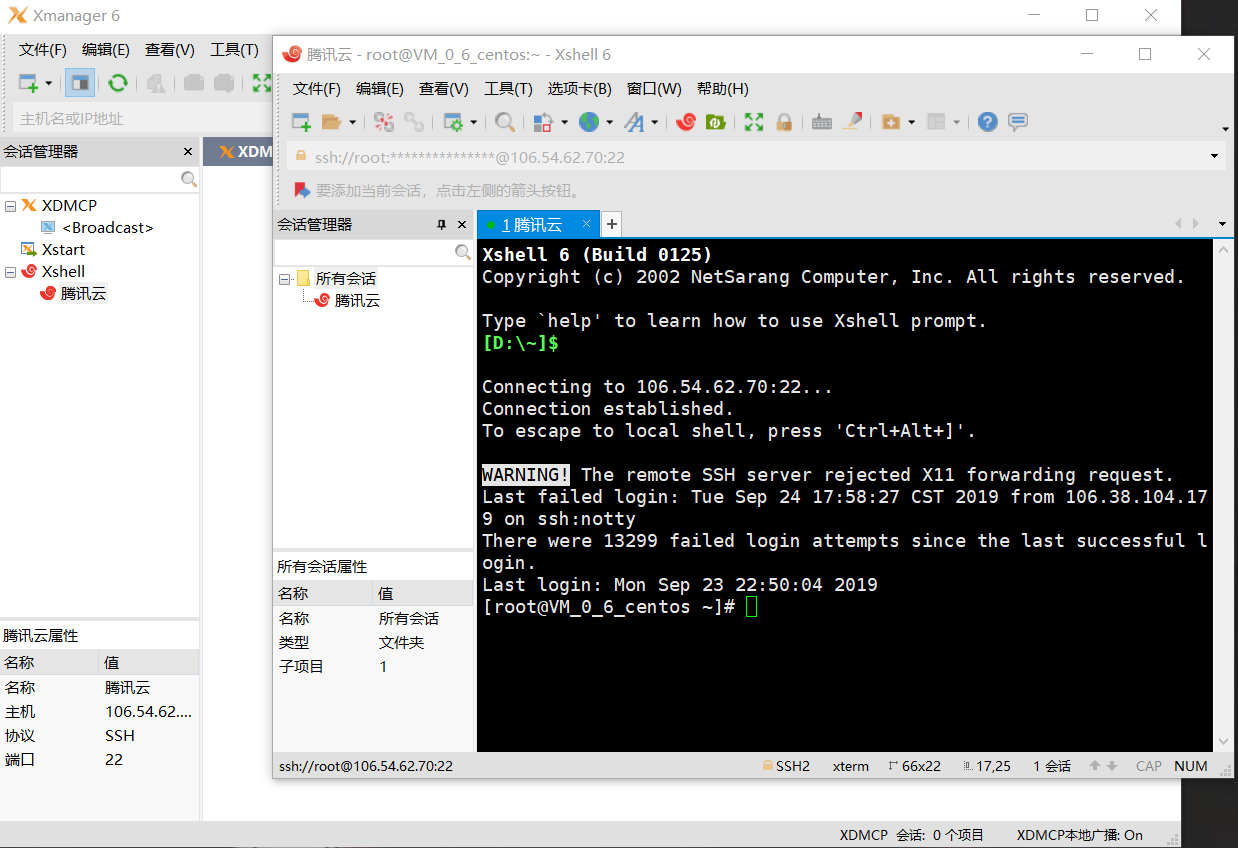 Xmanager 6
文件(F) 编辑(E) 查看(V) 工具(T)
主机名或IP地址
会话管理器
XDM
XDMCP
<Broadcast>
Xstart
Xshell
腾讯云
腾讯云属性
名称 值
名称 腾讯云
主机 106.54.62....
协议 SSH
端口 22
腾讯云 - root@VM_0_6_centos:~ - Xshell 6
文件(F) 编辑(E) 查看(V) 工具(T) 选项卡(B) 窗口(W) 帮助(H)
ssh://root:***************@106.54.62.70:22
要添加当前会话，点击左侧的箭头按钮。
会话管理器
所有会话
腾讯云
所有会话属性
名称 值
名称 所有会话
类型 文件夹
子项目 1
1 腾讯云
Xshell 6 (Build 0125)
Copyright (c) 2002 NetSarang Computer, Inc. All rights reserved.
Type `help' to learn how to use Xshell prompt.
[D:\~]$
Connecting to 106.54.62.70:22...
Connection established.
To escape to local shell, press 'Ctrl+Alt+]'.
WARNING! The remote SSH server rejected X11 forwarding request.
Last failed login: Tue Sep 24 17:58:27 CST 2019 from 106.38.104.17
9 on ssh:notty
There were 13299 failed login attempts since the last successful l
ogin.
Last login: Mon Sep 23 22:50:04 2019
[root@VM_0_6_centos ~]#
ssh://root@106.54.62.70:22 SSH2 xterm 66x22 17,25 1 会话 CAP NUM
XDMCP 会话: 0 个项目 XDMCP本地广播: On